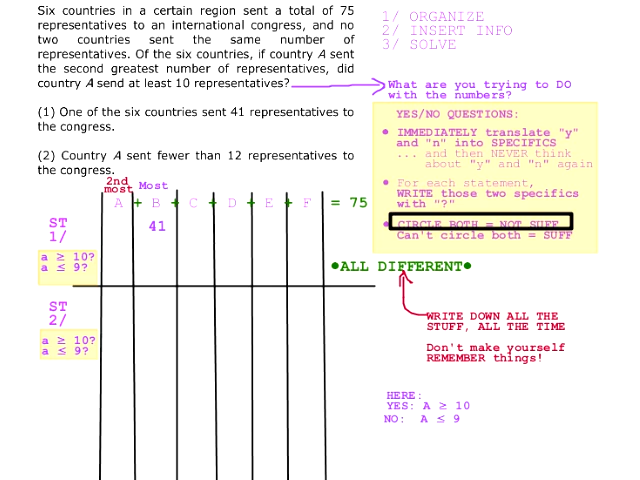 Six countries in a certain region sent a total of 75
representatives to an international congress, and no
two countries sent the same number of
representatives. Of the six countries, if country A sent
the second greatest number of representatives, did
country A send at least 10 representatives?
(1) One of the six countries sent 41 representatives to
the congress.
(2) Country A sent fewer than 12 representatives to
the congress.
1/ ORGANIZE
2/ INSERT INFO
3/ SOLVE
What are you trying to DO
with the numbers?
YES/NO QUESTIONS:
• IMMEDIATELY translate "y"
and "n" into SPECIFICS
... and then NEVER think
about "y" and "n" again
• For each statement,
WRITE those two specifics
with "?"
• CIRCLE BOTH = NOT SUFF
Can't circle both = SUFF
2nd
most
Most
A + B + C + D + E + F = 75
ST
1/
41
a ≥ 10?
a ≤ 9?
•ALL DIFFERENT•
ST
2/
a ≥ 10?
a ≤ 9?
WRITE DOWN ALL THE
STUFF, ALL THE TIME
Don't make yourself
REMEMBER things!
HERE:
YES: A ≥ 10
NO: A ≤ 9